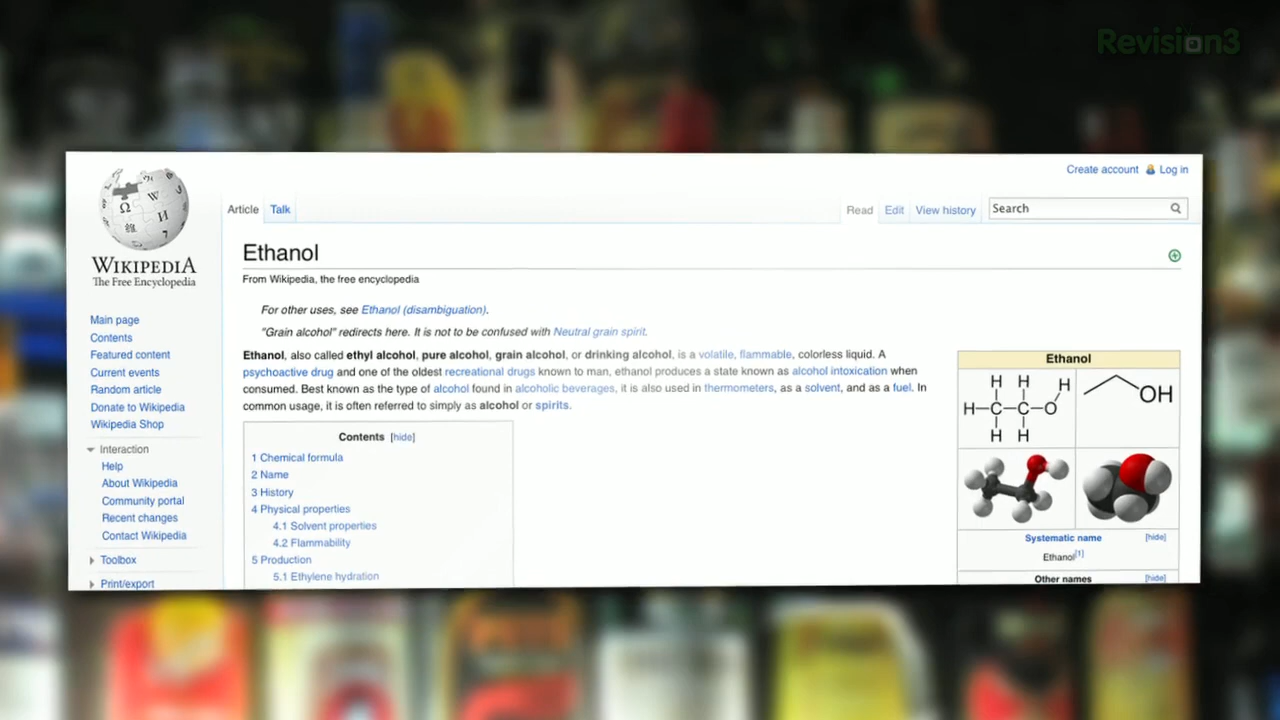 Revision3
Create account Log in
Article Talk Read Edit View history Search
Ethanol
WIKIPEDIA
The Free Encyclopedia
From Wikipedia, the free encyclopedia
For other uses, see Ethanol (disambiguation).
"Grain alcohol" redirects here. It is not to be confused with Neutral grain spirit.
Main page
Contents
Featured content
Current events
Random article
Donate to Wikipedia
Wikipedia Shop
Interaction
Help
About Wikipedia
Community portal
Recent changes
Contact Wikipedia
Toolbox
Print/export
Ethanol, also called ethyl alcohol, pure alcohol, grain alcohol, or drinking alcohol, is a volatile, flammable, colorless liquid. A
psychoactive drug and one of the oldest recreational drugs known to man, ethanol produces a state known as alcohol intoxication when
consumed. Best known as the type of alcohol found in alcoholic beverages, it is also used in thermometers, as a solvent, and as a fuel. In
common usage, it is often referred to simply as alcohol or spirits.
Contents [hide]
1 Chemical formula
2 Name
3 History
4 Physical properties
4.1 Solvent properties
4.2 Flammability
5 Production
5.1 Ethylene hydration
Ethanol
H H H
H C C O
H H
OH
Systematic name [hide]
Ethanol[1]
Other names [hide]